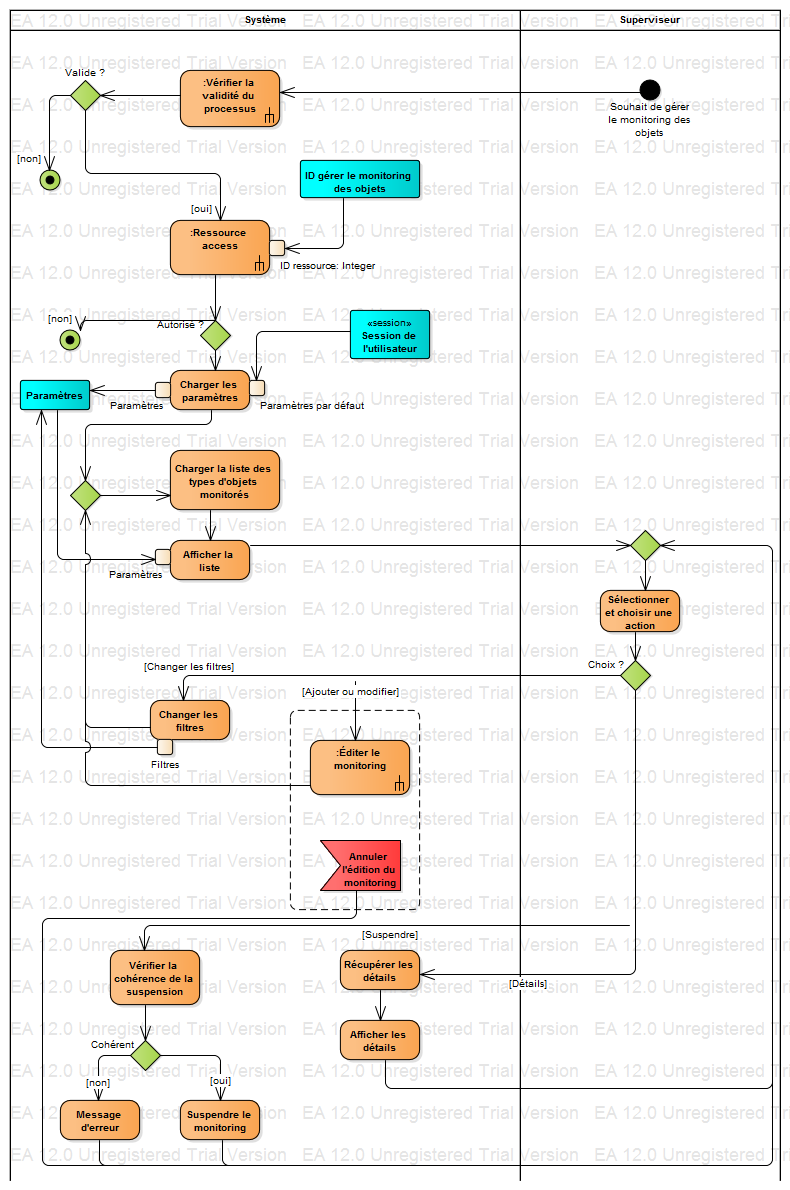 Système
Superviseur
EA 12.0 Unregistered Trial Version
Valide ?
:Vérifier la
validité du
processus
Souhait de gérer
le monitoring des
objets
[non]
ID gérer le monitoring
des objets
[oui]
:Ressource
access
ID ressource: Integer
[non]
Autorisé ?
«session»
Session de
l'utilisateur
Charger les
paramètres
Paramètres
Paramètres
Paramètres par défaut
Charger la liste des
types d'objets
monitorés
Afficher la
liste
Paramètres
Sélectionner
et choisir une
action
Choix ?
[Changer les filtres]
[Ajouter ou modifier]
Changer les
filtres
Filtres
:Éditer le
monitoring
Annuler
l'édition du
monitoring
[Suspendre]
Vérifier la
cohérence de la
suspension
Récupérer les
détails
[Détails]
Afficher les
détails
Cohérent
[non]
[oui]
Message
d'erreur
Suspendre le
monitoring